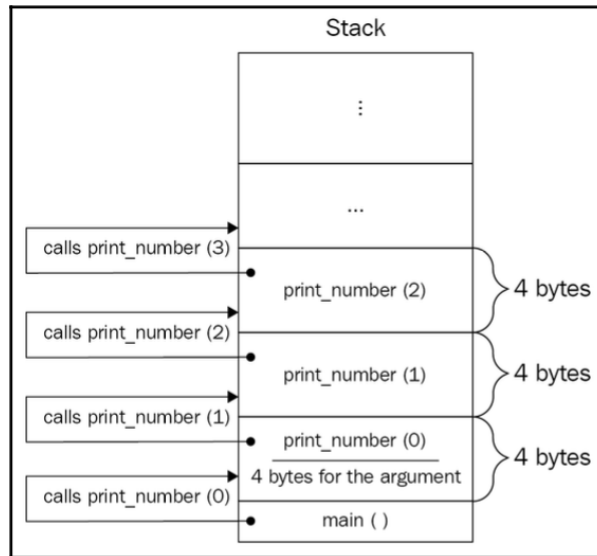 Stack
⋮
...
calls print_number (3)
print_number (2)
4 bytes
calls print_number (2)
print_number (1)
4 bytes
calls print_number (1)
print_number (0)
4 bytes for the argument
4 bytes
calls print_number (0)
main ( )